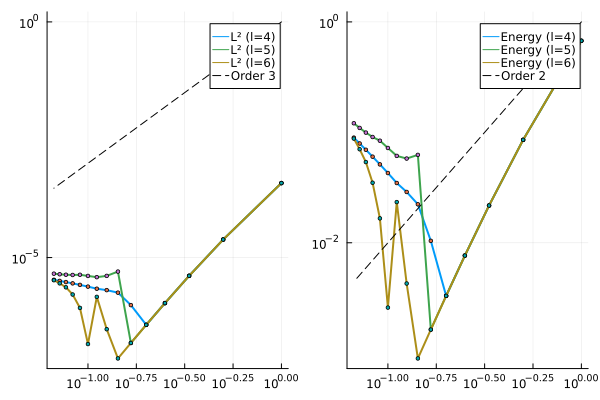 10⁰
10⁻⁵
10⁻¹·⁰⁰ 10⁻⁰·⁷⁵ 10⁻⁰·⁵⁰ 10⁻⁰·²⁵ 10⁰·⁰⁰
L² (l=4)
L² (l=5)
L² (l=6)
Order 3
10⁰
10⁻²
10⁻¹·⁰⁰ 10⁻⁰·⁷⁵ 10⁻⁰·⁵⁰ 10⁻⁰·²⁵ 10⁰·⁰⁰
Energy (l=4)
Energy (l=5)
Energy (l=6)
Order 2